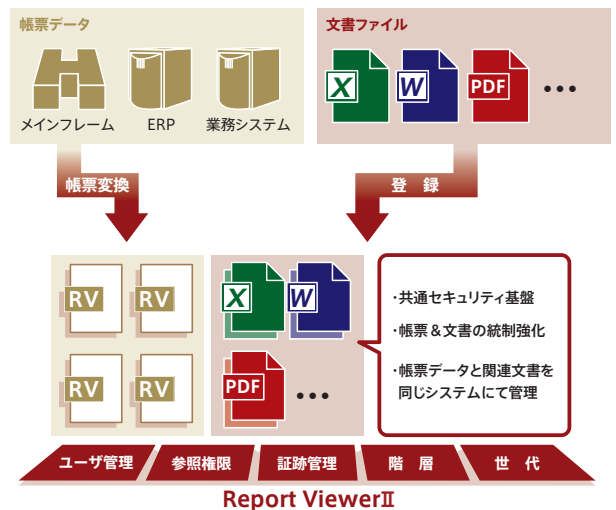 帳票データ
メインフレーム
ERP
業務システム
文書ファイル
X
W
PDF
•••
帳票変換
登 録
RV
RV
RV
RV
X
W
PDF
•••
・共通セキュリティ基盤
・帳票&文書の統制強化
・帳票データと関連文書を
同じシステムにて管理
ユーザ管理
参照権限
証跡管理
階 層
世 代
Report ViewerⅡ